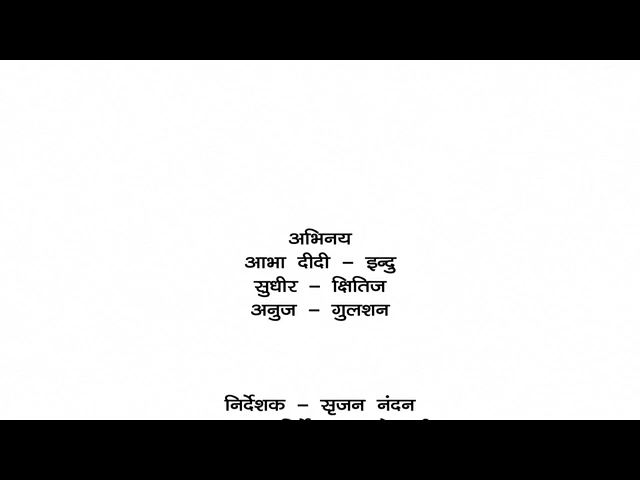 अभिनय
आभा दीदी – इन्दु
सुधीर – क्षितिज
अनुज – गुलशन
निर्देशक – सृजन नंदन